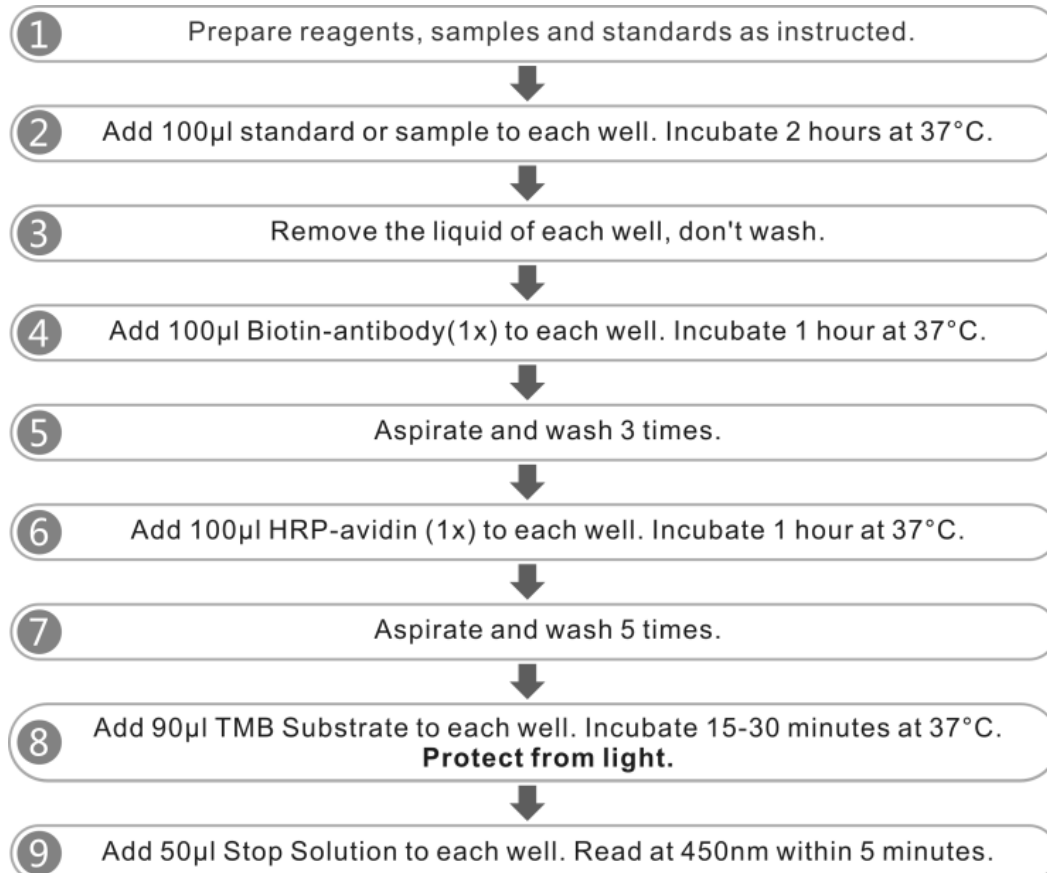 1 Prepare reagents, samples and standards as instructed.
2 Add 100µl standard or sample to each well. Incubate 2 hours at 37°C.
3 Remove the liquid of each well, don't wash.
4 Add 100µl Biotin-antibody(1x) to each well. Incubate 1 hour at 37°C.
5 Aspirate and wash 3 times.
6 Add 100µl HRP-avidin (1x) to each well. Incubate 1 hour at 37°C.
7 Aspirate and wash 5 times.
8 Add 90µl TMB Substrate to each well. Incubate 15-30 minutes at 37°C.
Protect from light.
9 Add 50µl Stop Solution to each well. Read at 450nm within 5 minutes.